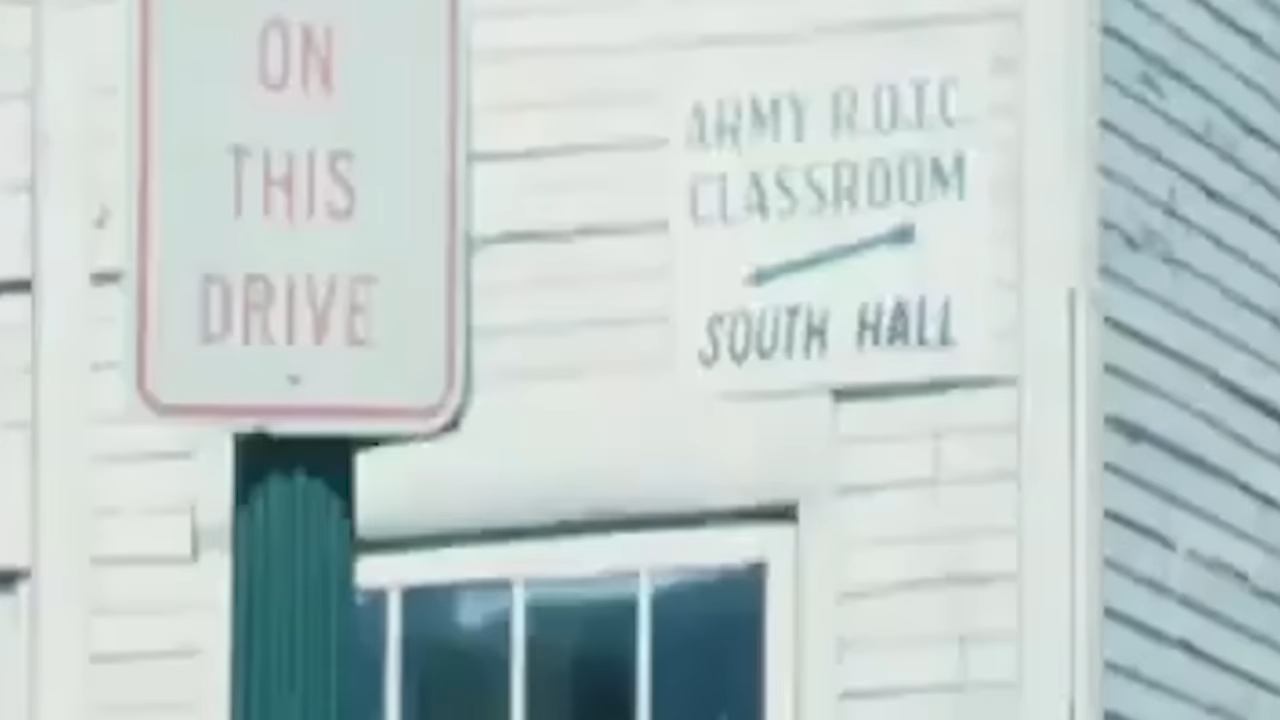 ON
THIS
DRIVE
ARMY R.O.T.C.
CLASSROOM
SOUTH HALL